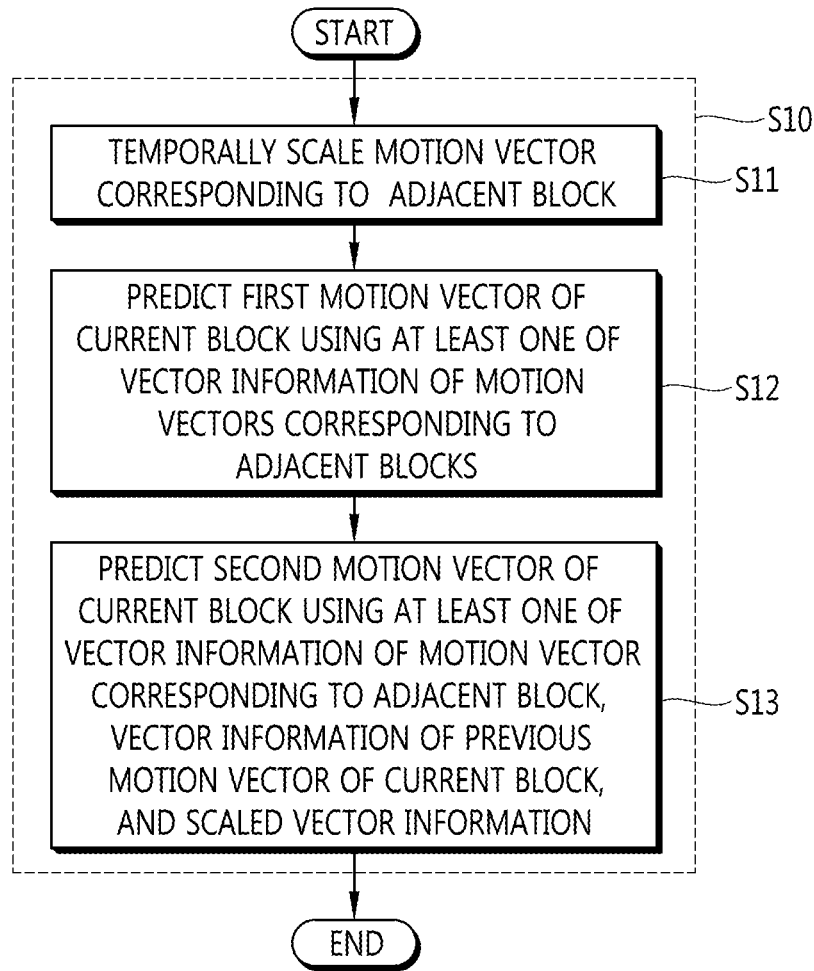 START
S10
TEMPORALLY SCALE MOTION VECTOR
CORRESPONDING TO ADJACENT BLOCK
S11
PREDICT FIRST MOTION VECTOR OF
CURRENT BLOCK USING AT LEAST ONE OF
VECTOR INFORMATION OF MOTION
VECTORS CORRESPONDING TO
ADJACENT BLOCKS
S12
PREDICT SECOND MOTION VECTOR OF
CURRENT BLOCK USING AT LEAST ONE OF
VECTOR INFORMATION OF MOTION VECTOR
CORRESPONDING TO ADJACENT BLOCK,
VECTOR INFORMATION OF PREVIOUS
MOTION VECTOR OF CURRENT BLOCK,
AND SCALED VECTOR INFORMATION
S13
END